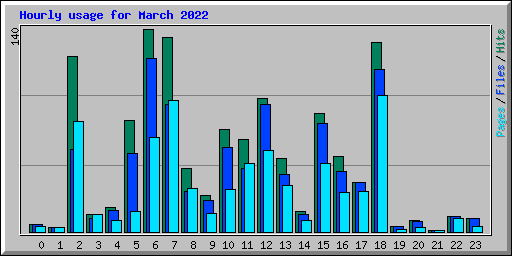 Hourly usage for March 2022
140
Pages / Files / Hits
0 1 2 3 4 5 6 7 8 9 10 11 12 13 14 15 16 17 18 19 20 21 22 23